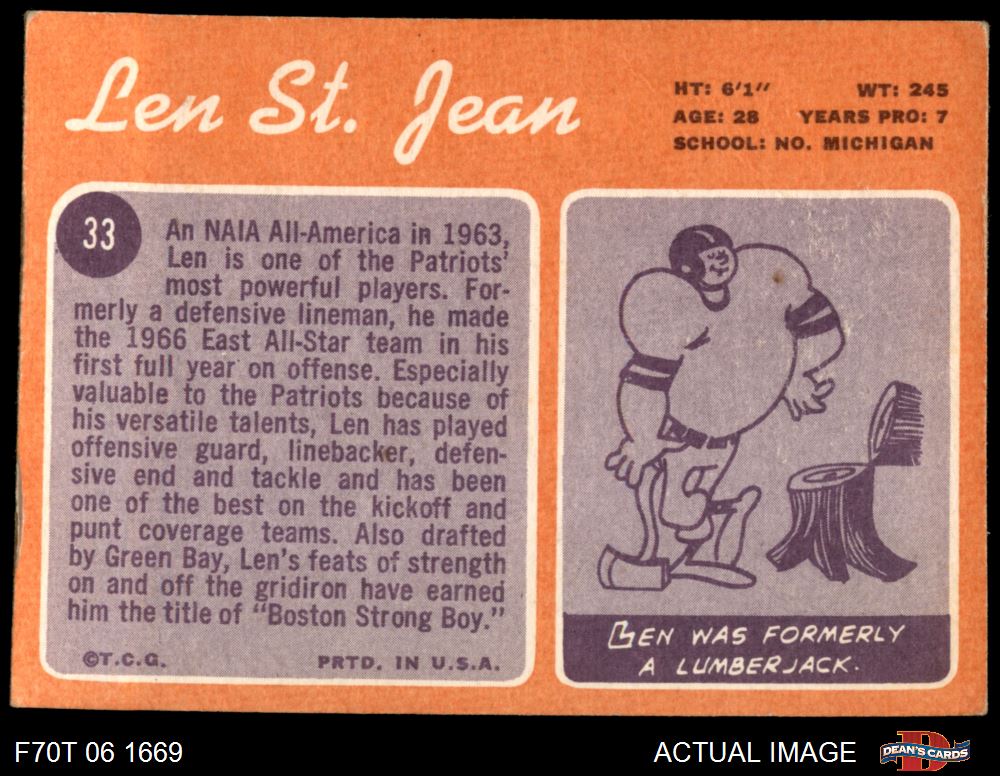 Len St. Jean
HT: 6'1" WT: 245
AGE: 28 YEARS PRO: 7
SCHOOL: NO. MICHIGAN
33
An NAIA All-America in 1963,
Len is one of the Patriots'
most powerful players. For-
merly a defensive lineman, he made
the 1966 East All-Star team in his
first full year on offense. Especially
valuable to the Patriots because of
his versatile talents, Len has played
offensive guard, linebacker, defen-
sive end and tackle and has been
one of the best on the kickoff and
punt coverage teams. Also drafted
by Green Bay, Len's feats of strength
on and off the gridiron have earned
him the title of "Boston Strong Boy."
©T.C.G. PRTD. IN U.S.A.
LEN WAS FORMERLY
A LUMBERJACK.
F70T 06 1669
ACTUAL IMAGE
D
DEAN'S CARDS